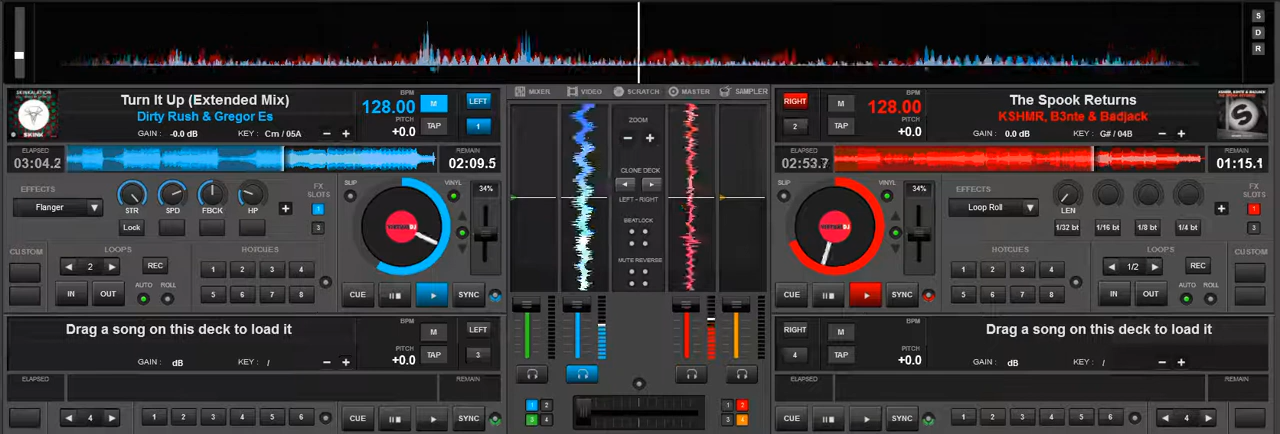 S
D
R
MIXER VIDEO SCRATCH MASTER SAMPLER
Turn It Up (Extended Mix)
Dirty Rush & Gregor Es
GAIN : -0.0 dB KEY : Cm / 05A
BPM
128.00
PITCH
+0.0
M
TAP
LEFT
1
SKINK
ELAPSED
03:04.2
REMAIN
02:09.5
EFFECTS
Flanger
STR SPD FBCK HP
Lock
FX
SLOTS
1
3
SLIP
VINYL
34%
CUSTOM
LOOPS
2
REC
IN OUT
AUTO ROLL
HOTCUES
1 2 3 4
5 6 7 8
CUE
SYNC
VIRTUAL DJ
ZOOM
CLONE DECK
LEFT - RIGHT
BEATLOCK
MUTE REVERSE
RIGHT
2
M
TAP
BPM
128.00
PITCH
+0.0
The Spook Returns
KSHMR, B3nte & Badjack
GAIN : 0.0 dB KEY : G# / 04B
ELAPSED
02:53.7
REMAIN
01:15.1
SLIP
VINYL
34%
EFFECTS
Loop Roll
LEN
1/32 bt 1/16 bt 1/8 bt 1/4 bt
FX
SLOTS
1
3
HOTCUES
1 2 3 4
5 6 7 8
LOOPS
1/2
REC
IN OUT
AUTO ROLL
CUSTOM
CUE
SYNC
Drag a song on this deck to load it
GAIN : dB KEY : /
BPM
PITCH
+0.0
M
TAP
LEFT
3
ELAPSED
REMAIN
4
1 2 3 4 5 6
CUE
SYNC
1 2
3 4
1 3
2 4
RIGHT
4
M
TAP
BPM
PITCH
+0.0
Drag a song on this deck to load it
GAIN : dB KEY : /
ELAPSED
REMAIN
CUE
SYNC
1 2 3 4 5 6
4